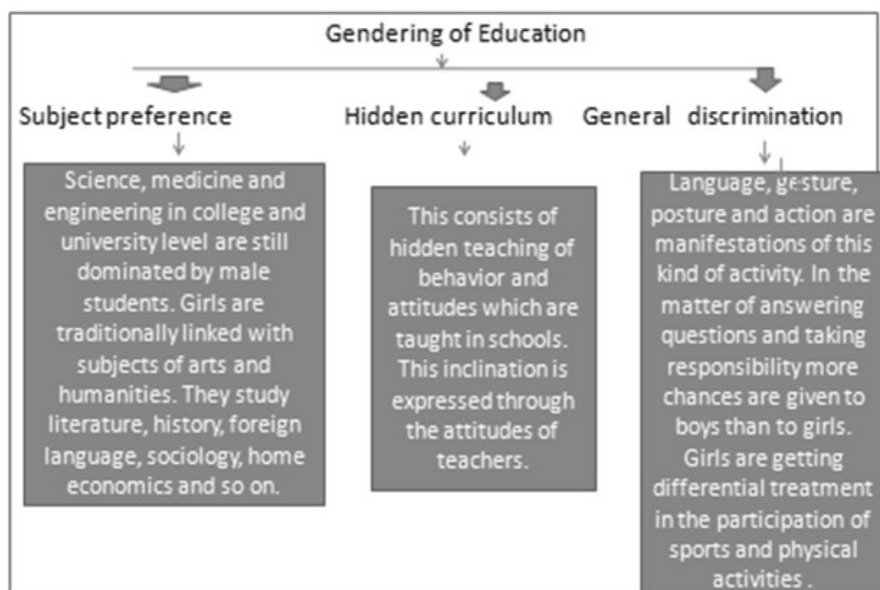 Gendering of Education
Subject preference
Hidden curriculum
General discrimination
Science, medicine and
engineering in college and
university level are still
dominated by male
students. Girls are
traditionally linked with
subjects of arts and
humanities. They study
literature, history, foreign
language, sociology, home
economics and so on.
This consists of
hidden teaching of
behavior and
attitudes which are
taught in schools.
This inclination is
expressed through
the attitudes of
teachers.
Language, gesture,
posture and action are
manifestations of this
kind of activity. In the
matter of answering
questions and taking
responsibility more
chances are given to
boys than to girls.
Girls are getting
differential treatment
in the participation of
sports and physical
activities .